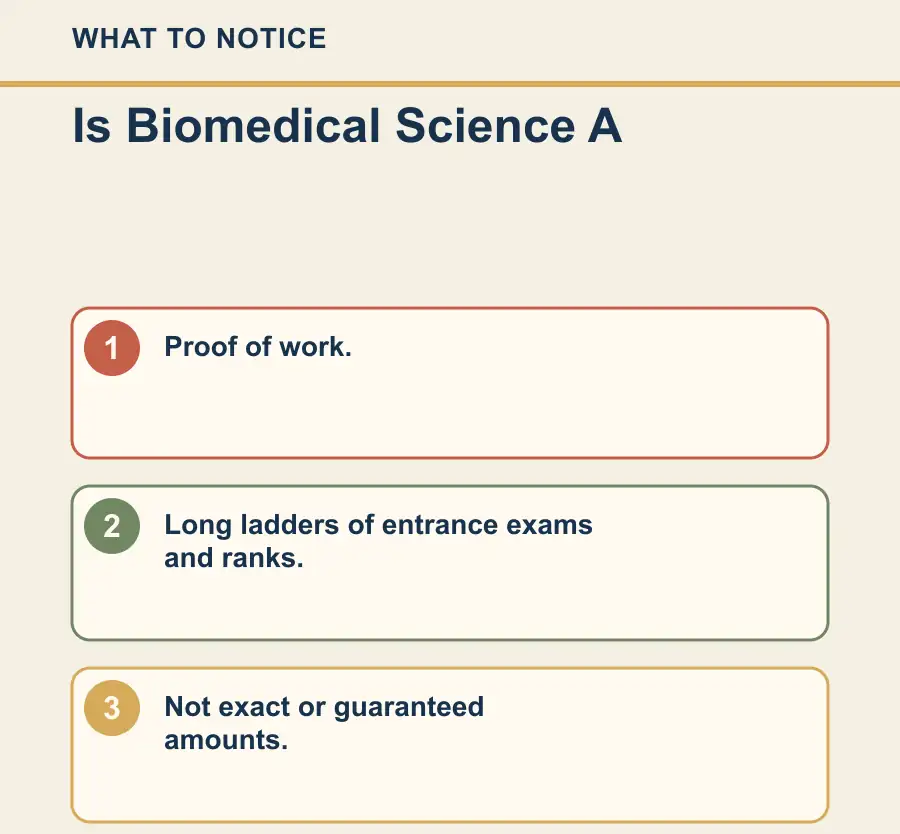 WHAT TO NOTICE
Is Biomedical Science A
1
Proof of work.
2
Long ladders of entrance exams
and ranks.
3
Not exact or guaranteed
amounts.